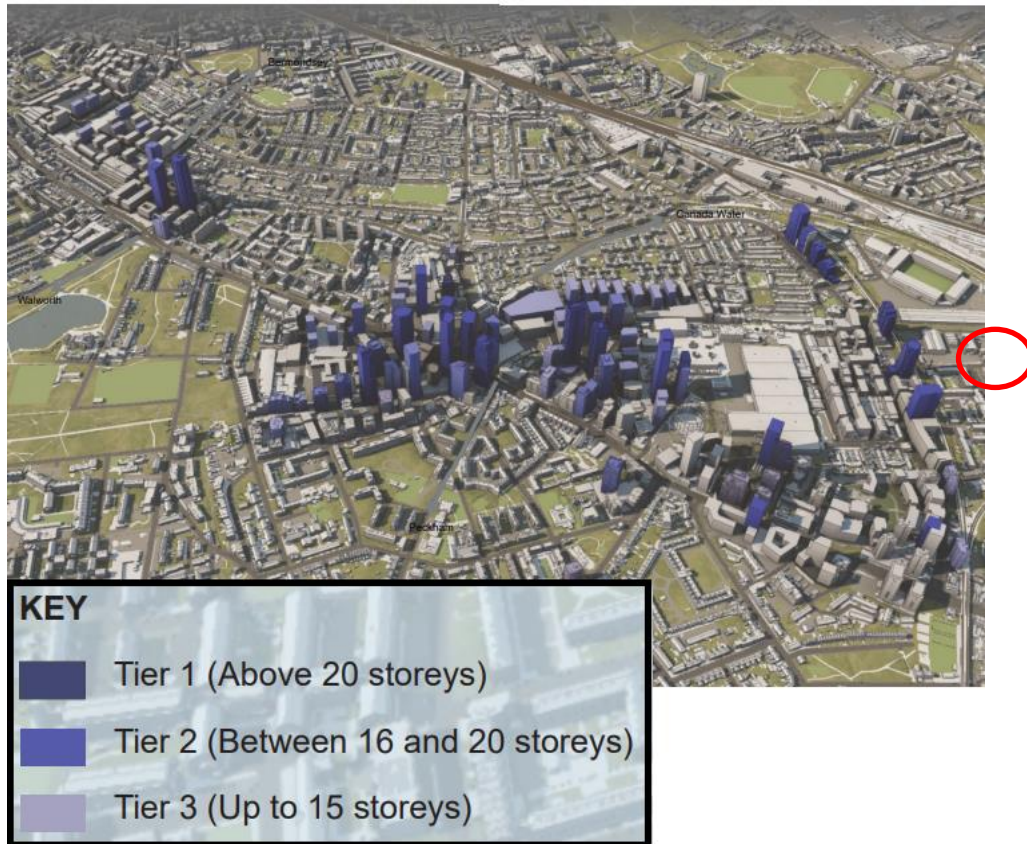 Bermondsey
Canada Water
Walworth
Peckham
KEY
Tier 1 (Above 20 storeys)
Tier 2 (Between 16 and 20 storeys)
Tier 3 (Up to 15 storeys)